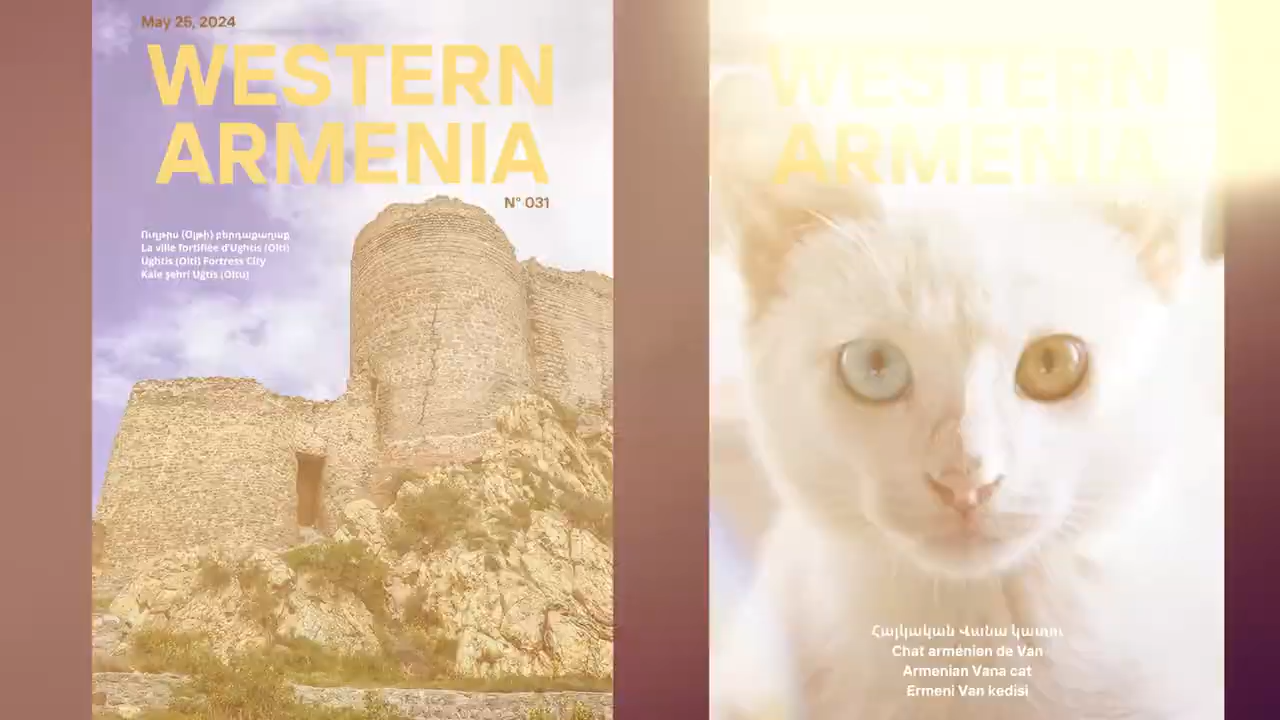 May 25, 2024
WESTERN
ARMENIA
N° 031
Ուղթիս (Օլթի) բերդաքաղաք
La ville fortifiée d'Ughtis (Olti)
Ughtis (Olti) Fortress City
Kale şehri Uğtis (Oltu)
WESTERN
ARMENIA
Հայկական Վանա կատու
Chat arménien de Van
Armenian Vana cat
Ermeni Van kedisi